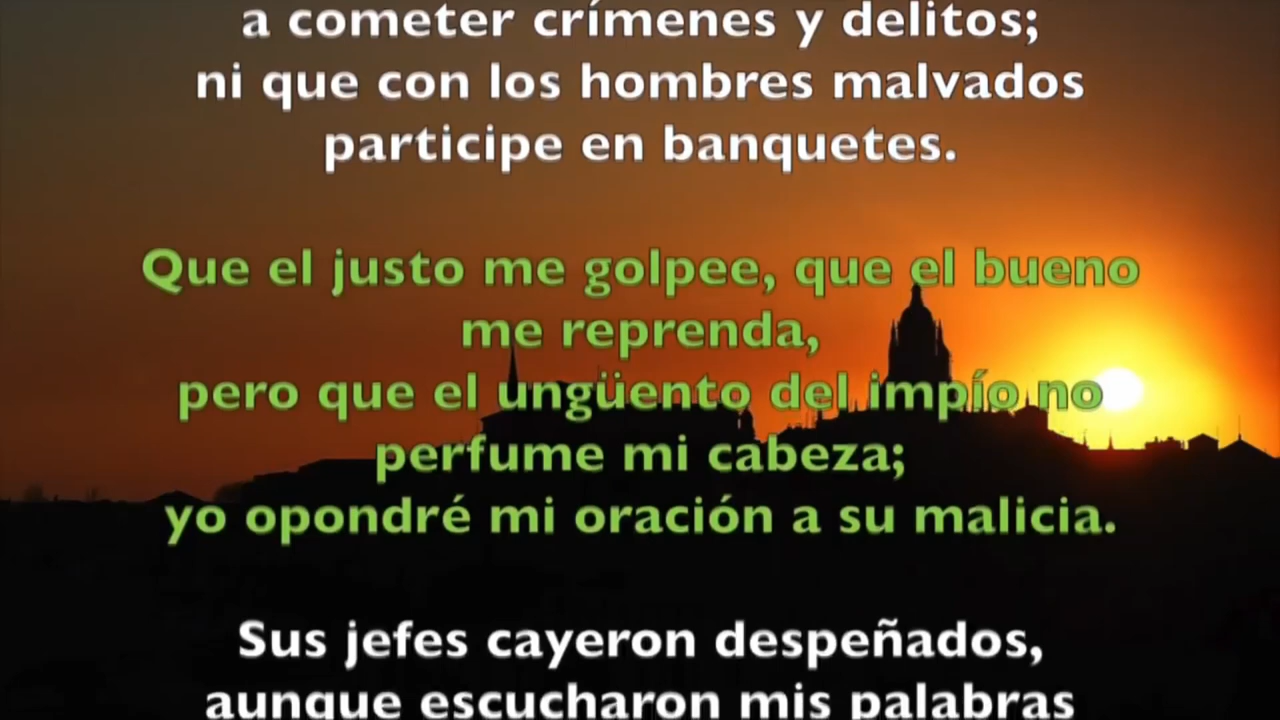 a cometer crímenes y delitos;
ni que con los hombres malvados
participe en banquetes.
Que el justo me golpee, que el bueno
me reprenda,
pero que el ungüento del impío no
perfume mi cabeza;
yo opondré mi oración a su malicia.
Sus jefes cayeron despeñados,
aunque escucharon mis palabras